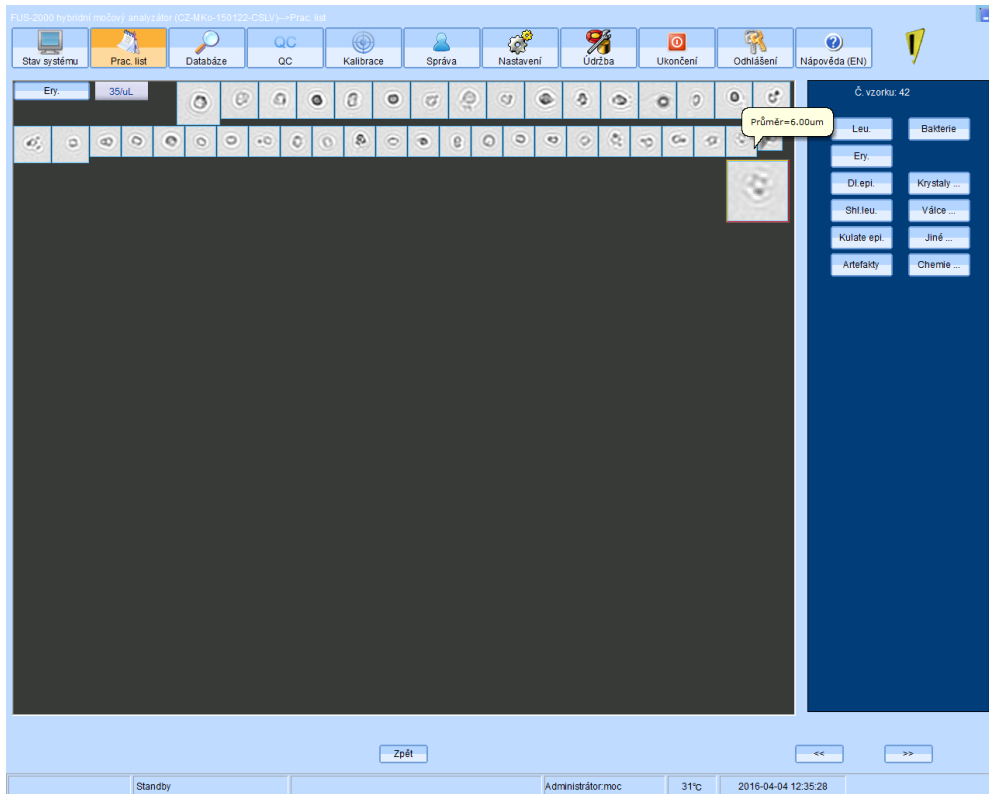 FUS-2000 hybridní močový analyzátor (CZ-MKo-150122-CSLV)-->Prac. list
Stav systému
Prac. list
Databáze
QC
QC
Kalibrace
Správa
Nastavení
Údržba
Ukončení
Odhlášení
Nápověda (EN)
Ery.
35/uL
Č. vzorku: 42
Průměr=6.00um
Leu.
Bakterie
Ery.
Dl.epi.
Krystaly ...
Shl.leu.
Válce ...
Kulate epi.
Jiné ...
Artefakty
Chemie ...
Zpět
<<
>>
Standby
Administrátor:moc
31℃
2016-04-04 12:35:28